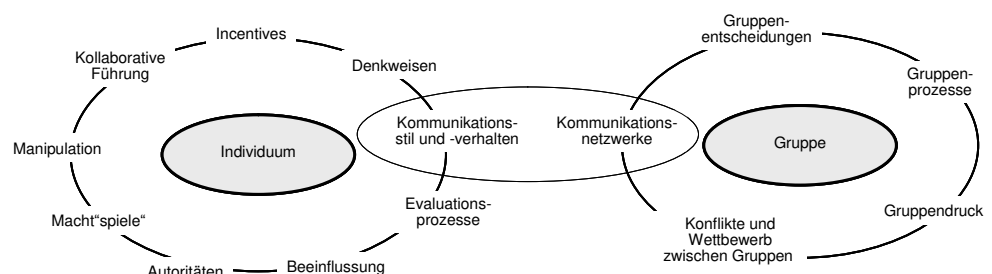 Incentives
Kollaborative
Führung
Denkweisen
Manipulation
Individuum
Kommunikations-
stil und -verhalten
Macht“spiele“
Evaluations-
prozesse
Autoritäten
Beeinflussung
Gruppen-
entscheidungen
Gruppen-
prozesse
Kommunikations-
netzwerke
Gruppe
Gruppendruck
Konflikte und
Wettbewerb
zwischen Gruppen